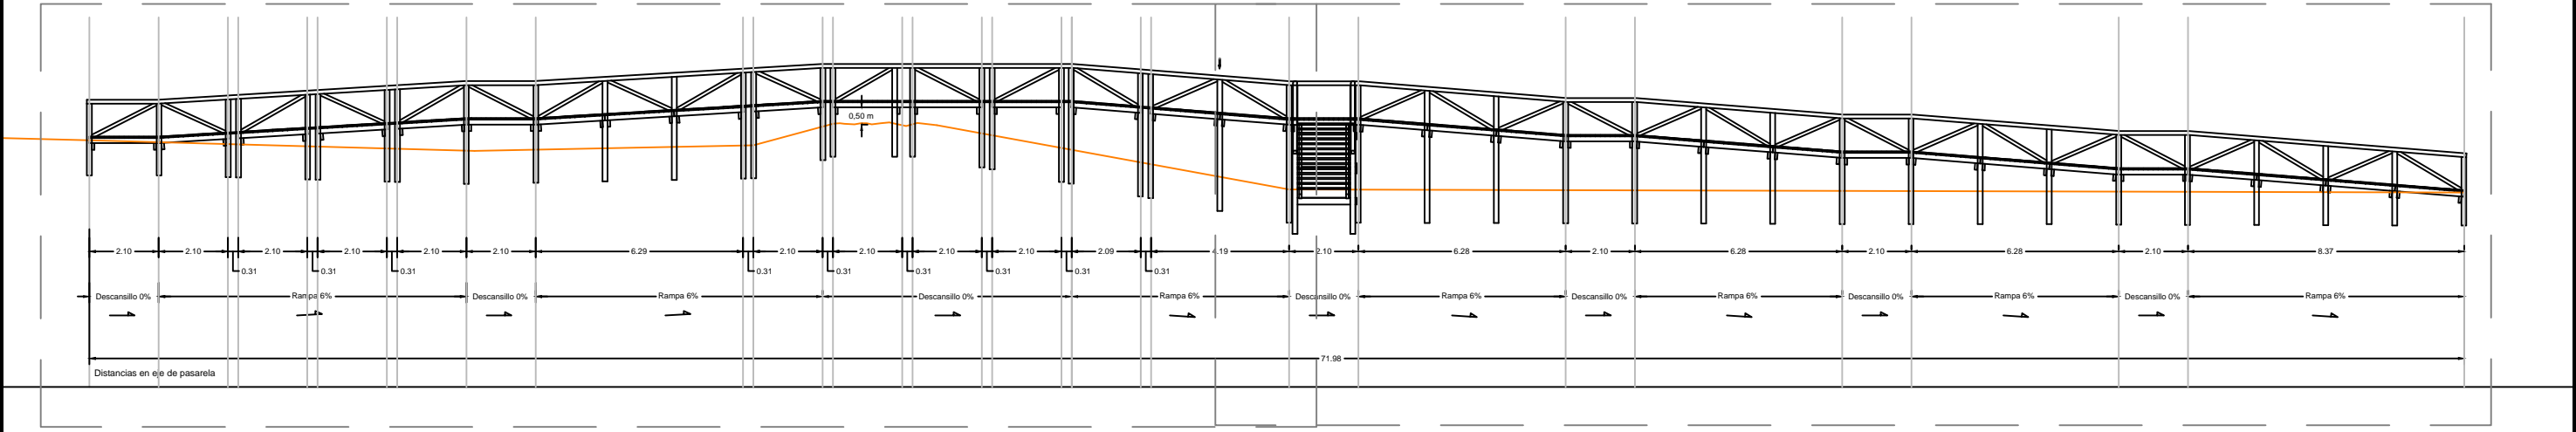 0,50 m
2.10 2.10 2.10 2.10 2.10 2.10 6.29 2.10 2.10 2.10 2.10 2.09 4.19 2.10 6.28 2.10 6.28 2.10 6.28 2.10 8.37
0.31 0.31 0.31 0.31 0.31 0.31 0.31 0.31 0.31
Descansillo 0% Rampa 6% Descansillo 0% Rampa 6% Descansillo 0% Rampa 6% Descansillo 0% Rampa 6% Descansillo 0% Rampa 6% Descansillo 0% Rampa 6% Descansillo 0% Rampa 6%
71.98
Distancias en eje de pasarela